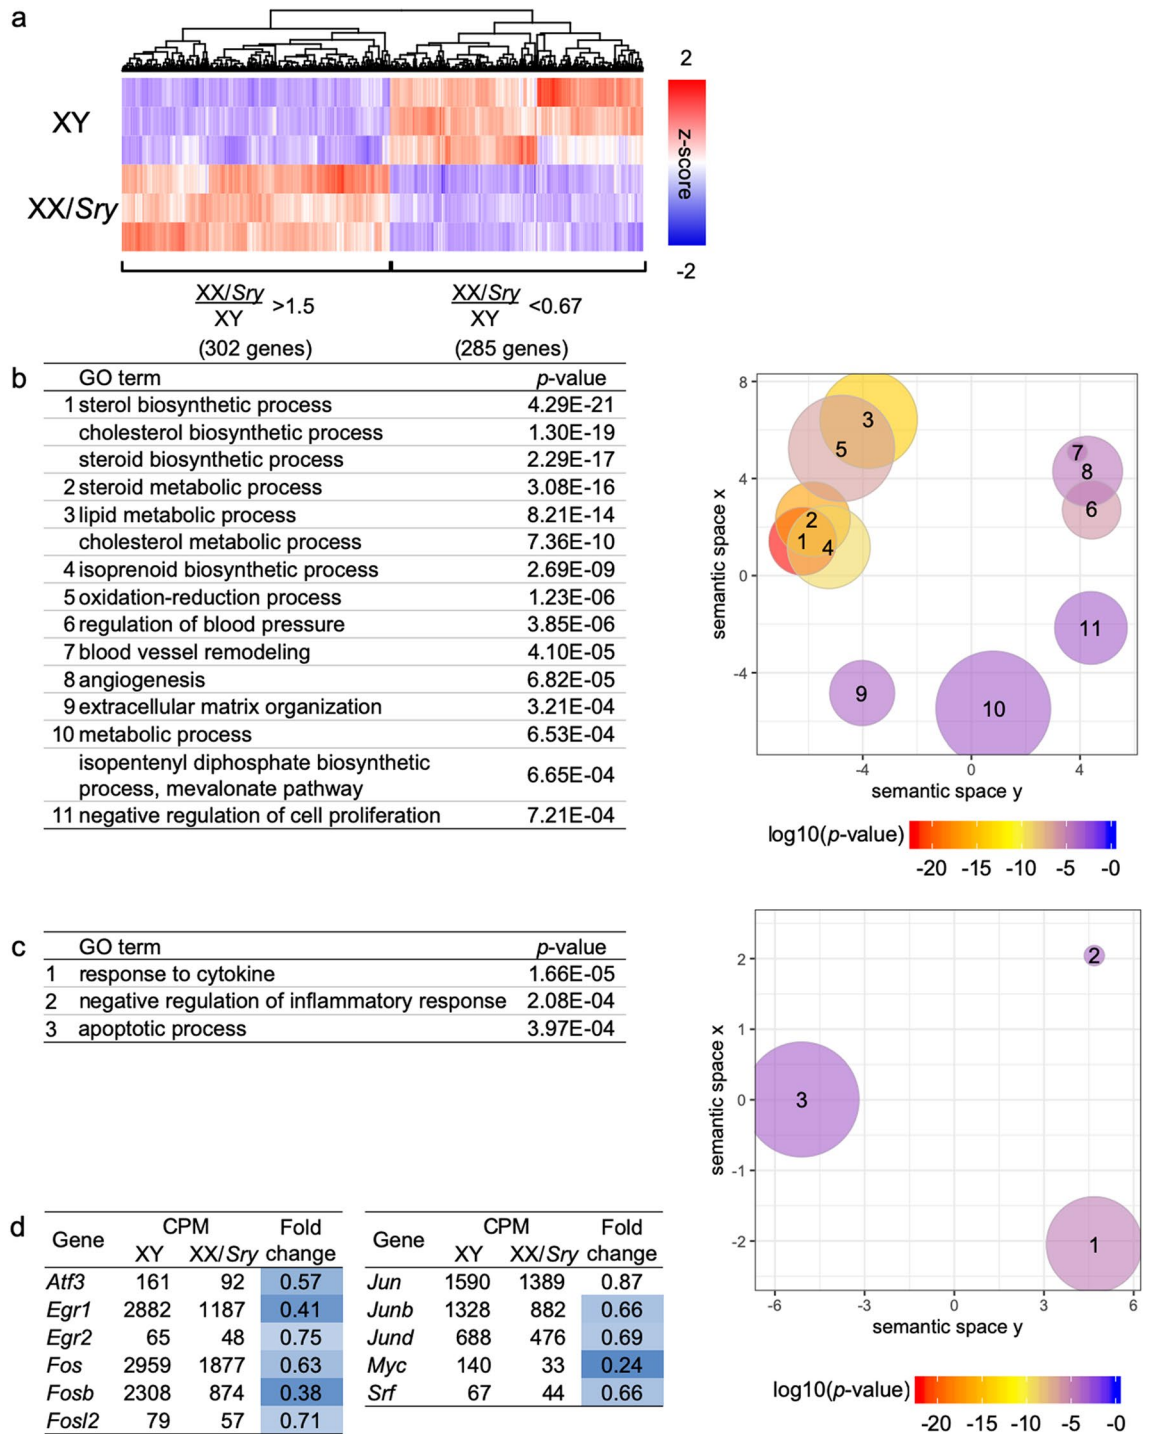 a
XY
XX/Sry
2
z-score
-2
XX/Sry
XY
>1.5
(302 genes)
XX/Sry
XY
<0.67
(285 genes)
b
GO term p-value
1 sterol biosynthetic process 4.29E-21
cholesterol biosynthetic process 1.30E-19
steroid biosynthetic process 2.29E-17
2 steroid metabolic process 3.08E-16
3 lipid metabolic process 8.21E-14
cholesterol metabolic process 7.36E-10
4 isoprenoid biosynthetic process 2.69E-09
5 oxidation-reduction process 1.23E-06
6 regulation of blood pressure 3.85E-06
7 blood vessel remodeling 4.10E-05
8 angiogenesis 6.82E-05
9 extracellular matrix organization 3.21E-04
10 metabolic process 6.53E-04
isopentenyl diphosphate biosynthetic
process, mevalonate pathway 6.65E-04
11 negative regulation of cell proliferation 7.21E-04
8
4
0
-4
semantic space x
3
5
7
8
6
2
1
4
11
9
10
-4 0 4
semantic space y
log10(p-value)
-20 -15 -10 -5 -0
c
GO term p-value
1 response to cytokine 1.66E-05
2 negative regulation of inflammatory response 2.08E-04
3 apoptotic process 3.97E-04
2
1
0
-1
-2
semantic space x
2
3
1
-6 -3 0 3 6
semantic space y
log10(p-value)
-20 -15 -10 -5 -0
d
Gene CPM Fold
XY XX/Sry change
Atf3 161 92 0.57
Egr1 2882 1187 0.41
Egr2 65 48 0.75
Fos 2959 1877 0.63
Fosb 2308 874 0.38
Fosl2 79 57 0.71
Gene CPM Fold
XY XX/Sry change
Jun 1590 1389 0.87
Junb 1328 882 0.66
Jund 688 476 0.69
Myc 140 33 0.24
Srf 67 44 0.66